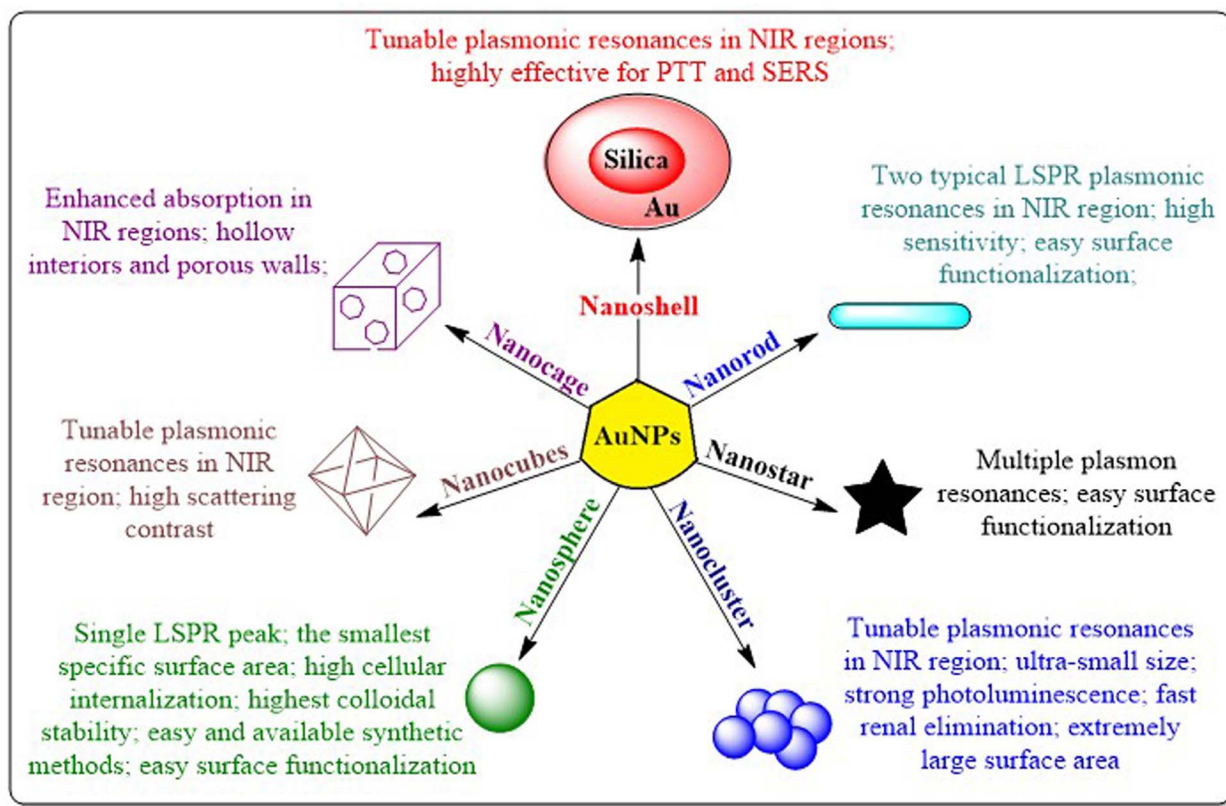 Tunable plasmonic resonances in NIR regions;
highly effective for PTT and SERS
Silica
Au
Enhanced absorption in
NIR regions; hollow
interiors and porous walls;
Two typical LSPR plasmonic
resonances in NIR region; high
sensitivity; easy surface
functionalization;
Nanoshell
Nanocage
Nanorod
AuNPs
Tunable plasmonic
resonances in NIR
region; high scattering
contrast
Nanocubes
Nanostar
Multiple plasmon
resonances; easy surface
functionalization
Nanosphere
Nanocluster
Single LSPR peak; the smallest
specific surface area; high cellular
internalization; highest colloidal
stability; easy and available synthetic
methods; easy surface functionalization
Tunable plasmonic resonances
in NIR region; ultra-small size;
strong photoluminescence; fast
renal elimination; extremely
large surface area